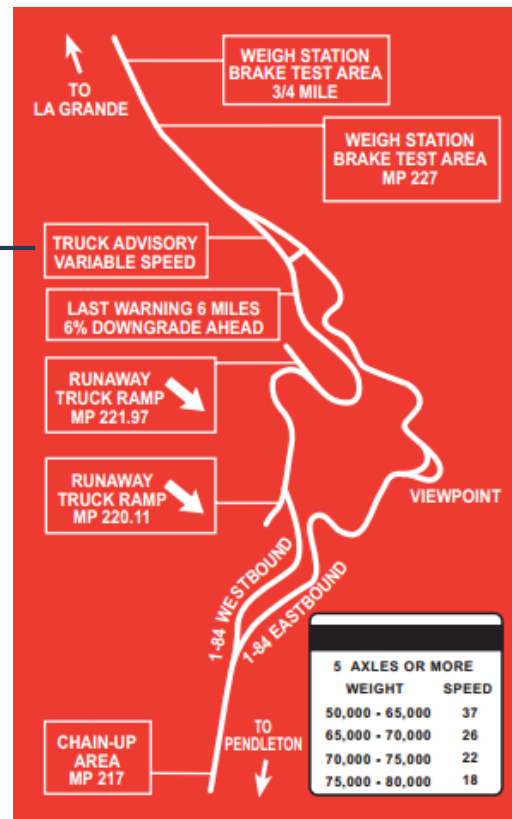 WEIGH STATION
BRAKE TEST AREA
3/4 MILE
TO
LA GRANDE
WEIGH STATION
BRAKE TEST AREA
MP 227
TRUCK ADVISORY
VARIABLE SPEED
LAST WARNING 6 MILES
6% DOWNGRADE AHEAD
RUNAWAY
TRUCK RAMP
MP 221.97
RUNAWAY
TRUCK RAMP
MP 220.11
VIEWPOINT
1-84 WESTBOUND
1-84 EASTBOUND
5 AXLES OR MORE
WEIGHT SPEED
50,000 - 65,000 37
65,000 - 70,000 26
70,000 - 75,000 22
75,000 - 80,000 18
TO
PENDLETON
CHAIN-UP
AREA
MP 217